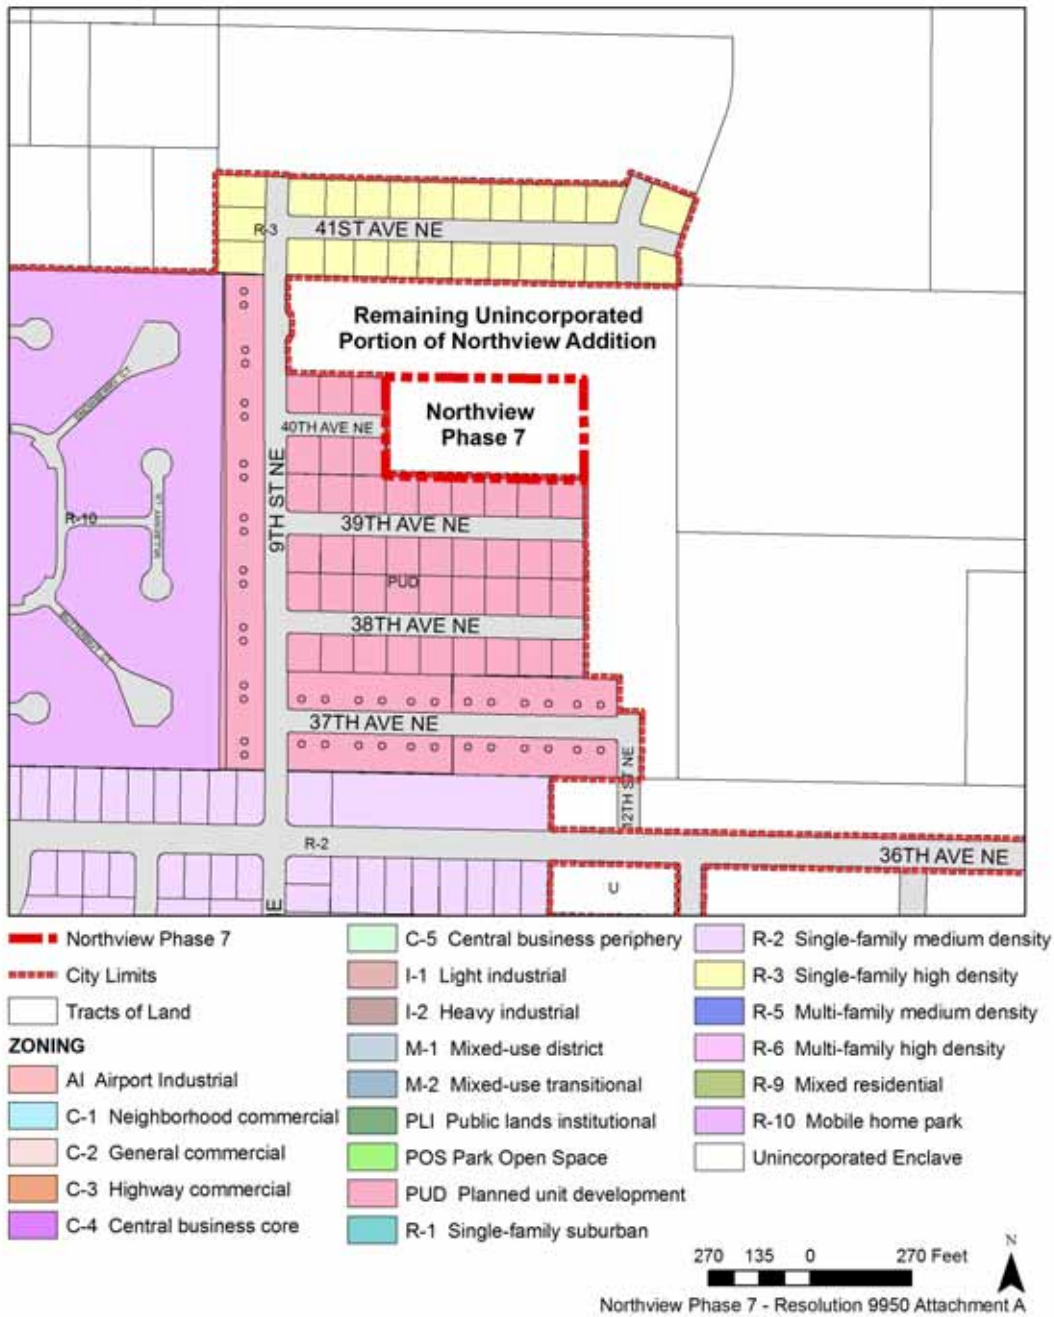 R-3
41ST AVE NE
Remaining Unincorporated
Portion of Northview Addition
Northview
Phase 7
40TH AVE NE
9TH ST NE
R-10
39TH AVE NE
PUD
38TH AVE NE
37TH AVE NE
12TH ST NE
R-2
36TH AVE NE
U
Northview Phase 7
City Limits
Tracts of Land
ZONING
AI Airport Industrial
C-1 Neighborhood commercial
C-2 General commercial
C-3 Highway commercial
C-4 Central business core
C-5 Central business periphery
I-1 Light industrial
I-2 Heavy industrial
M-1 Mixed-use district
M-2 Mixed-use transitional
PLI Public lands institutional
POS Park Open Space
PUD Planned unit development
R-1 Single-family suburban
R-2 Single-family medium density
R-3 Single-family high density
R-5 Multi-family medium density
R-6 Multi-family high density
R-9 Mixed residential
R-10 Mobile home park
Unincorporated Enclave
N
270 135 0 270 Feet
Northview Phase 7 - Resolution 9950 Attachment A